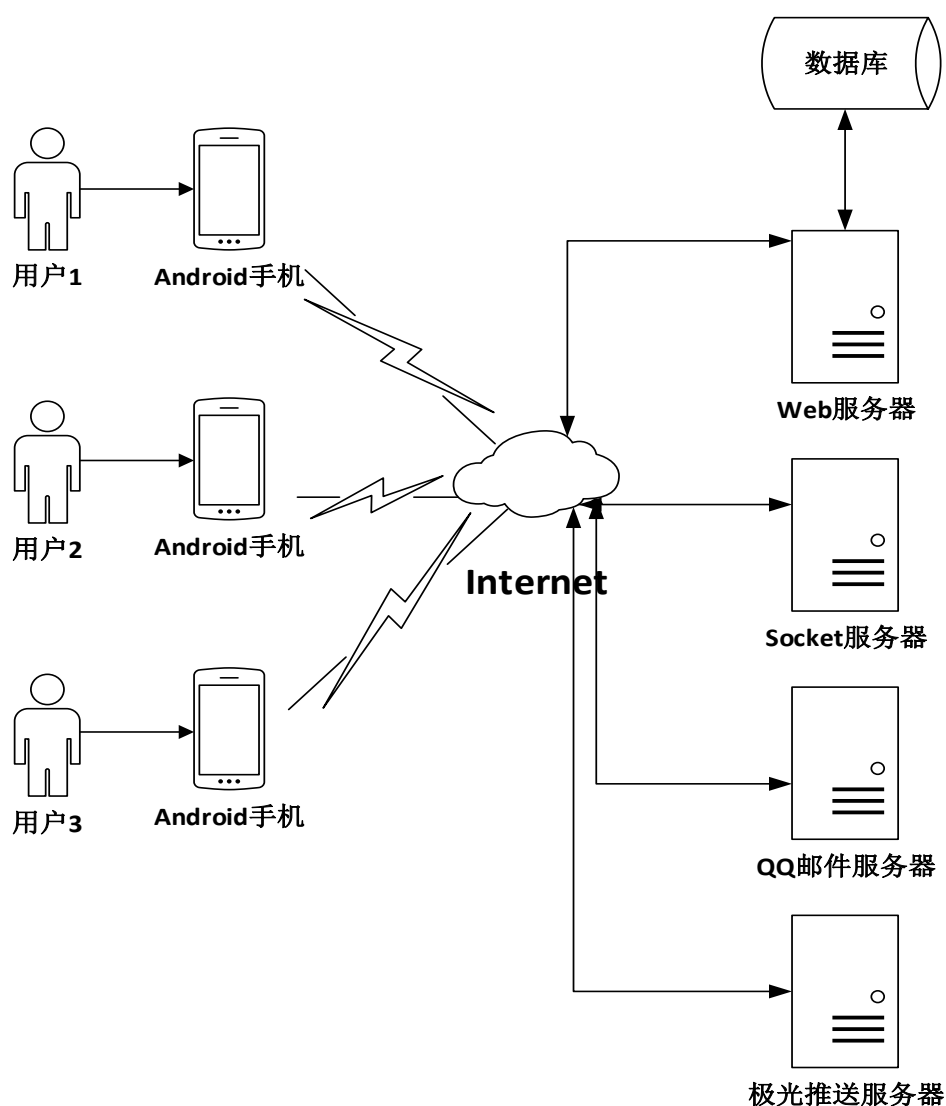 数据库
用户1
Android手机
Web服务器
用户2
Android手机
Internet
Socket服务器
用户3
Android手机
QQ邮件服务器
极光推送服务器